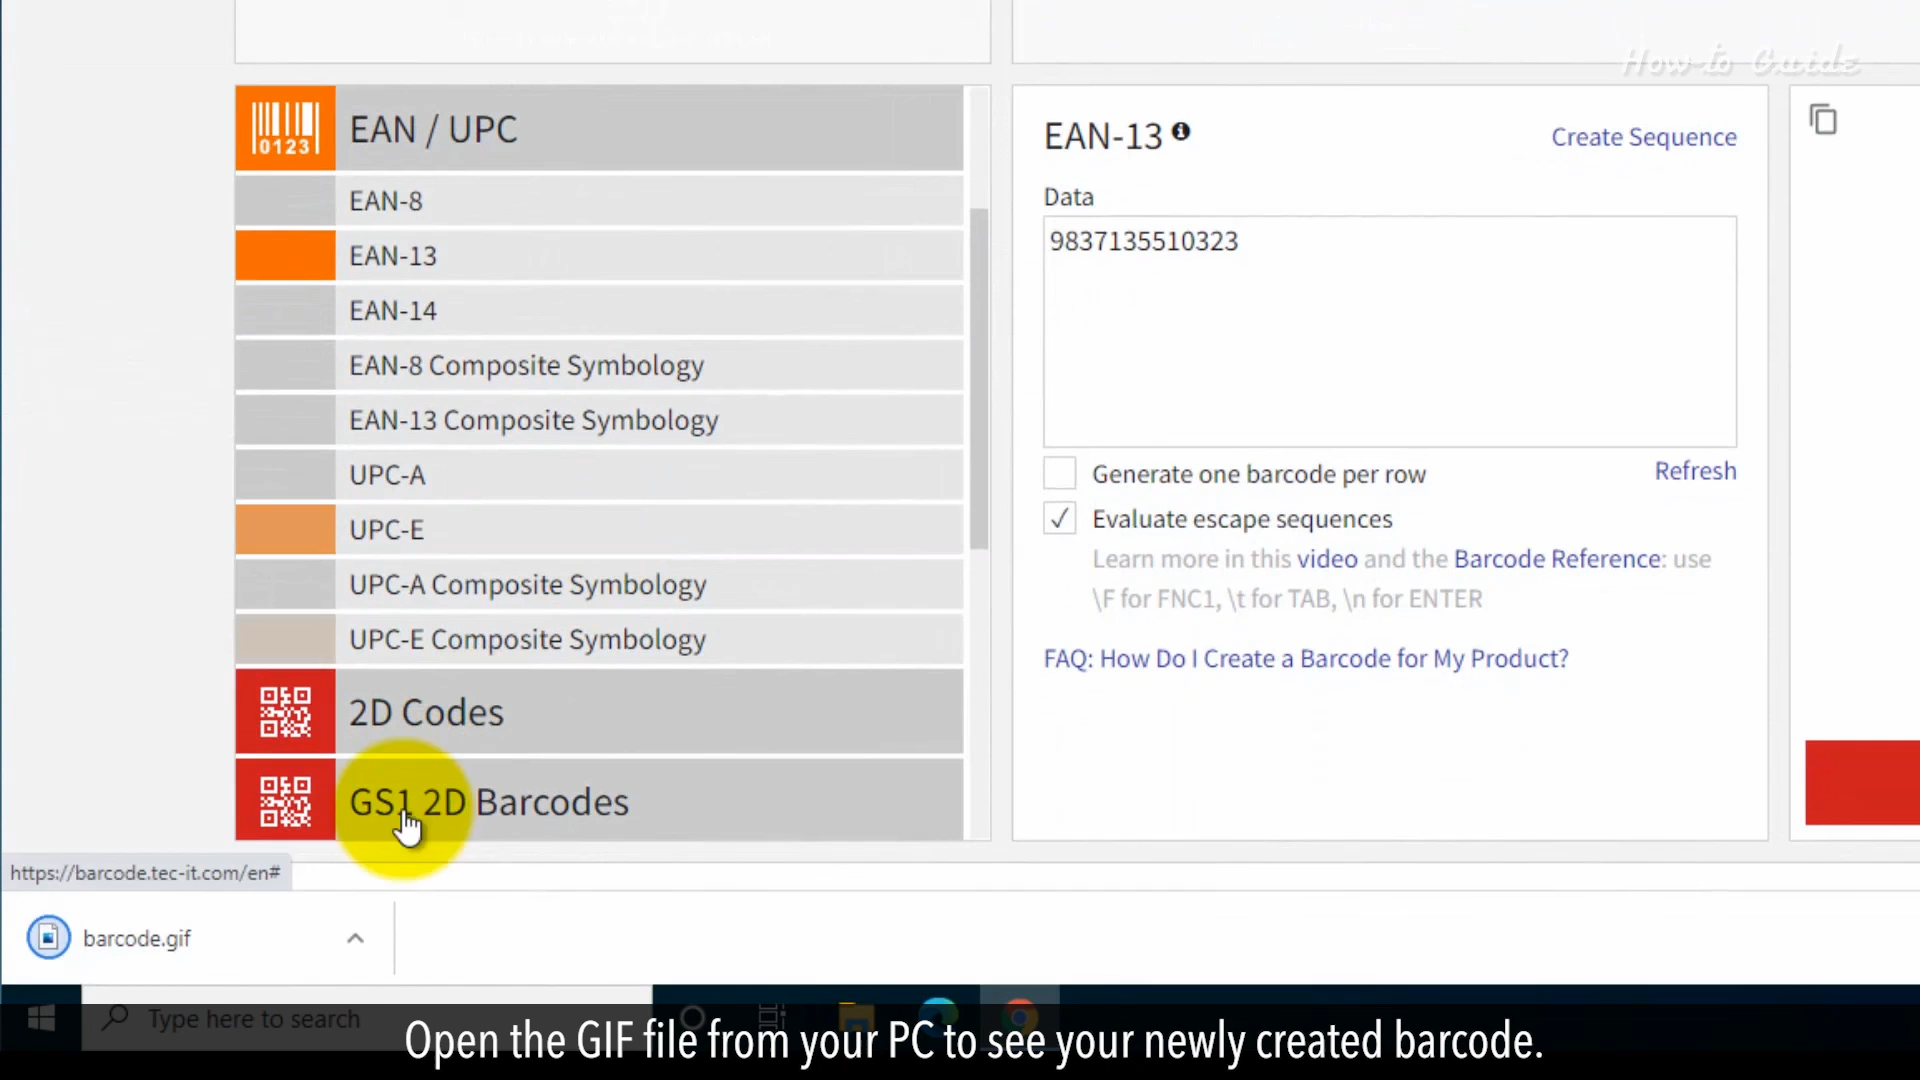 How-to Guide
0123
EAN / UPC
EAN-8
EAN-13
EAN-14
EAN-8 Composite Symbology
EAN-13 Composite Symbology
UPC-A
UPC-E
UPC-A Composite Symbology
UPC-E Composite Symbology
2D Codes
GS1 2D Barcodes
EAN-13
Create Sequence
Data
9837135510323
Generate one barcode per row
Refresh
✓ Evaluate escape sequences
Learn more in this video and the Barcode Reference: use
\F for FNC1, \t for TAB, \n for ENTER
FAQ: How Do I Create a Barcode for My Product?
https://barcode.tec-it.com/en#
barcode.gif
Type here to search
Open the GIF file from your PC to see your newly created barcode.